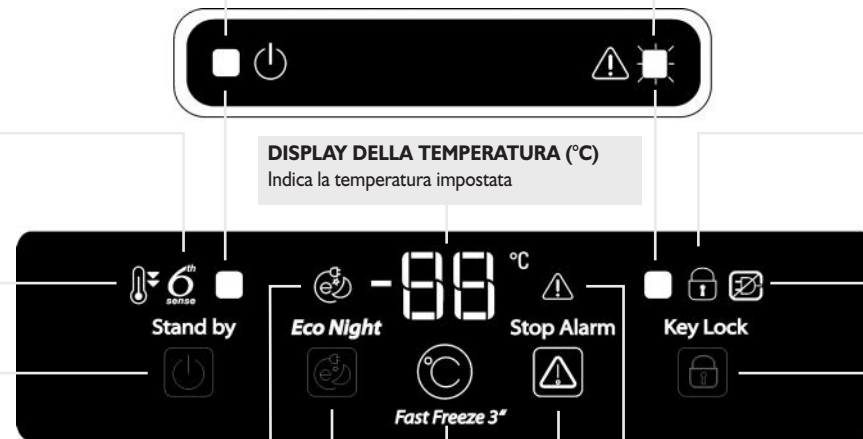 DISPLAY DELLA TEMPERATURA (°C)
Indica la temperatura impostata
6th
sense
-88 °C
Stand by
Eco Night
Stop Alarm
Key Lock
e
e
°C
Fast Freeze 3”